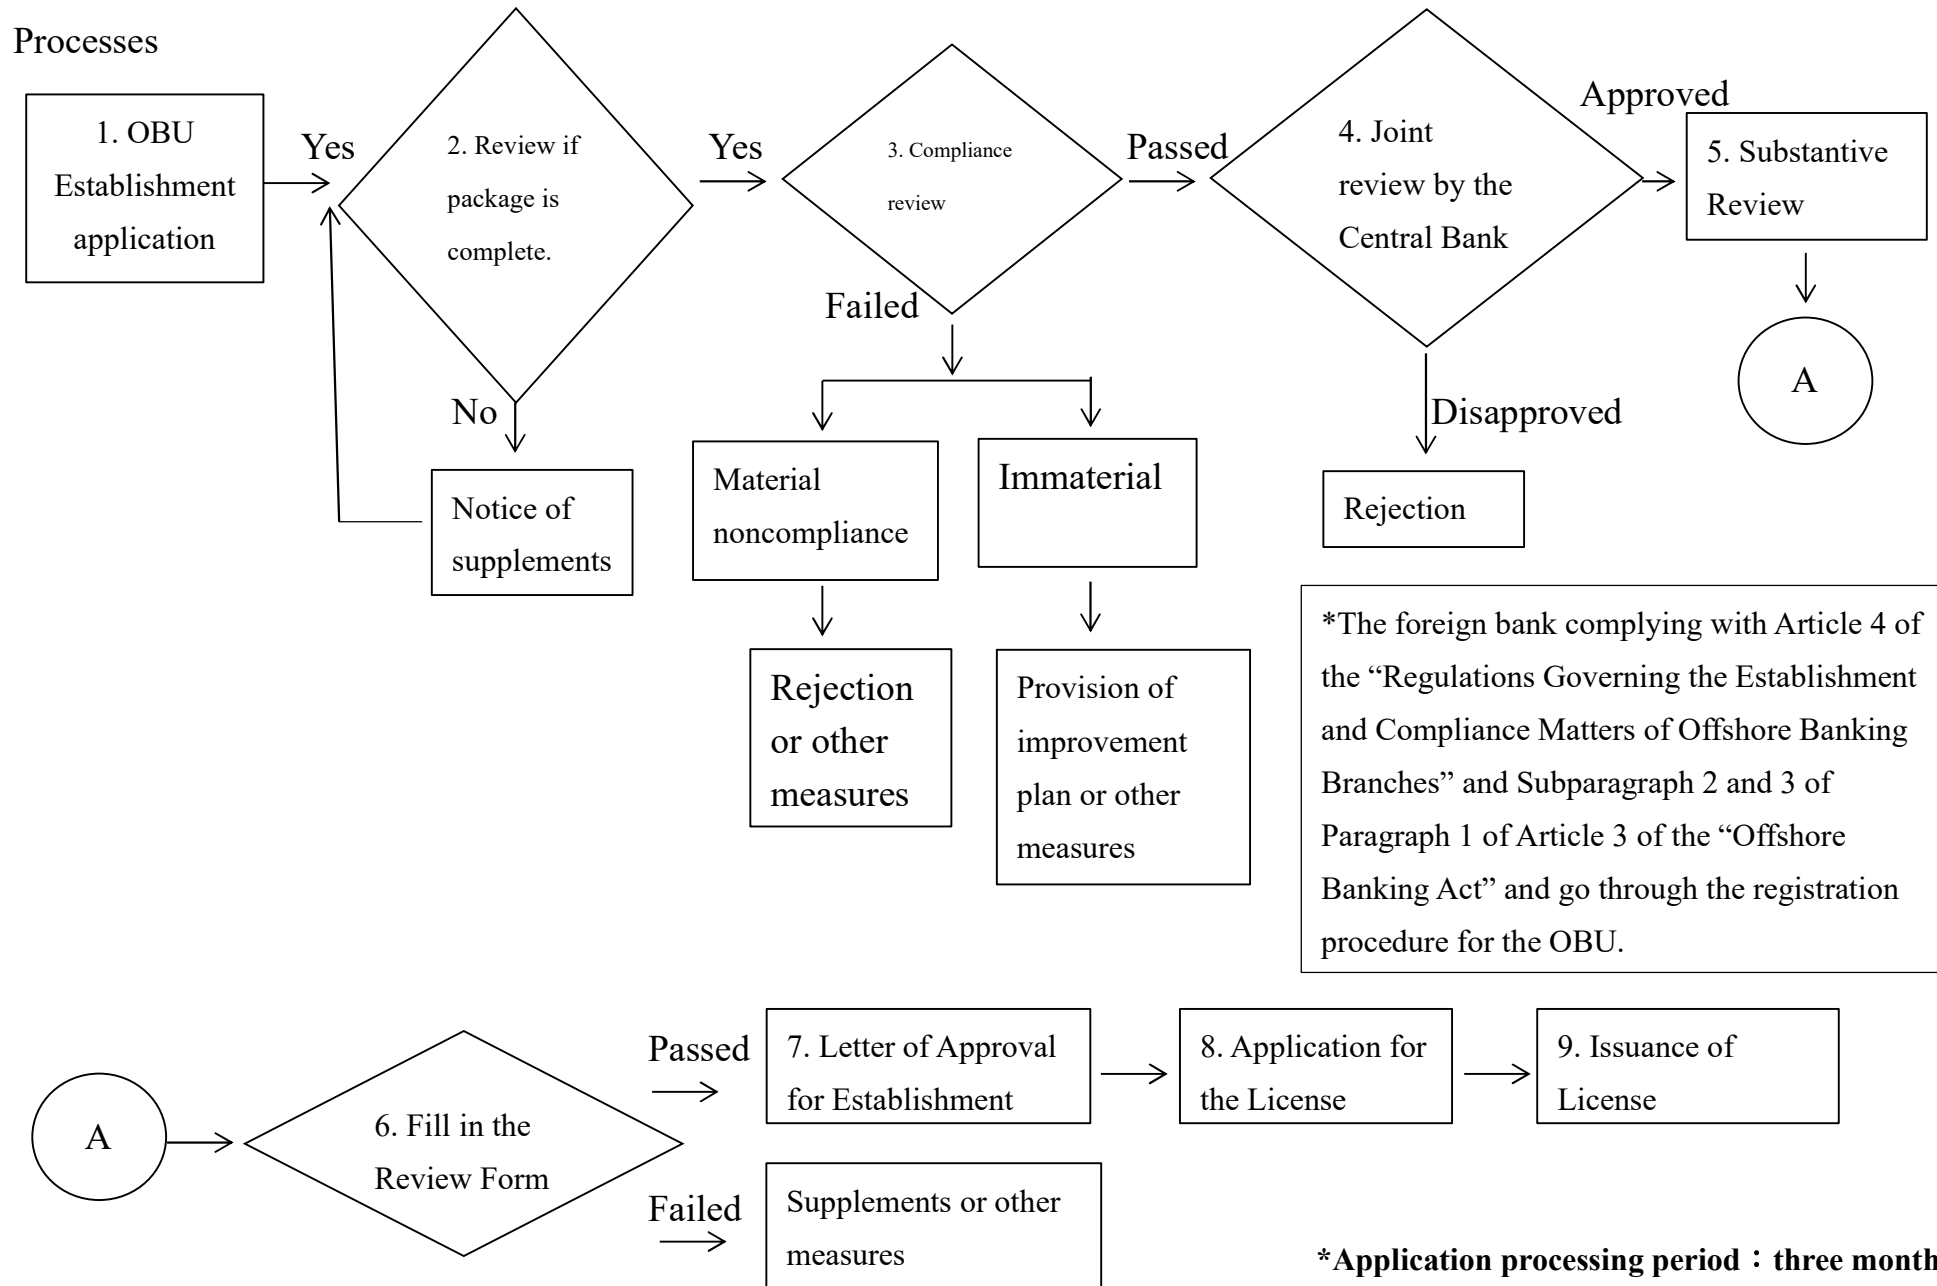 Processes
1. OBU
Establishment
application
Yes
2. Review if
package is
complete.
Yes
3. Compliance
review
Passed
4. Joint
review by the
Central Bank
Approved
5. Substantive
Review
A
Failed
No
Disapproved
Notice of
supplements
Material
noncompliance
Immaterial
Rejection
Rejection
or other
measures
Provision of
improvement
plan or other
measures
*The foreign bank complying with Article 4 of
the “Regulations Governing the Establishment
and Compliance Matters of Offshore Banking
Branches” and Subparagraph 2 and 3 of
Paragraph 1 of Article 3 of the “Offshore
Banking Act” and go through the registration
procedure for the OBU.
A
6. Fill in the
Review Form
Passed
7. Letter of Approval
for Establishment
8. Application for
the License
9. Issuance of
License
Failed
Supplements or other
measures
*Application processing period：three month